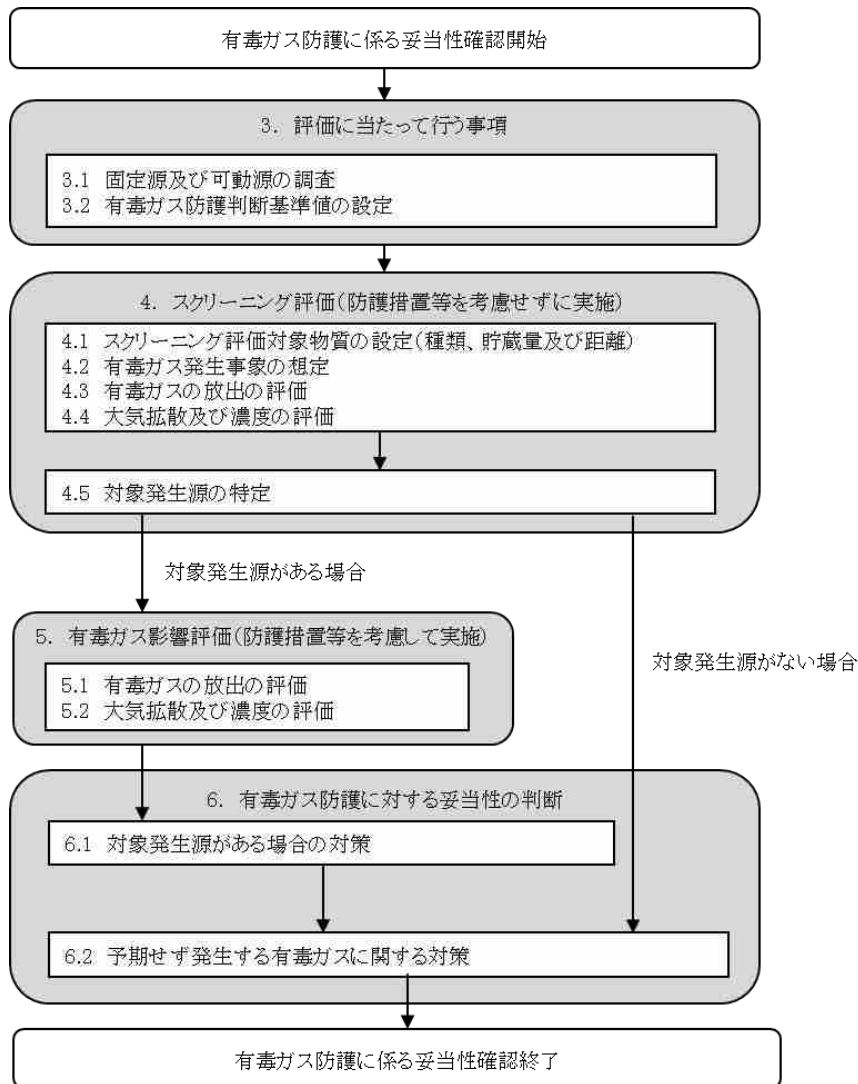 有毒ガス防護に係る妥当性確認開始
3. 評価に当たって行う事項
3.1 固定源及び可動源の調査
3.2 有毒ガス防護判断基準値の設定
4. スクリーニング評価(防護措置等を考慮せずに実施)
4.1 スクリーニング評価対象物質の設定(種類、貯蔵量及び距離)
4.2 有毒ガス発生事象の想定
4.3 有毒ガスの放出の評価
4.4 大気拡散及び濃度の評価
4.5 対象発生源の特定
対象発生源がある場合
対象発生源がない場合
5. 有毒ガス影響評価(防護措置等を考慮して実施)
5.1 有毒ガスの放出の評価
5.2 大気拡散及び濃度の評価
6. 有毒ガス防護に対する妥当性の判断
6.1 対象発生源がある場合の対策
6.2 予期せず発生する有毒ガスに関する対策
有毒ガス防護に係る妥当性確認終了